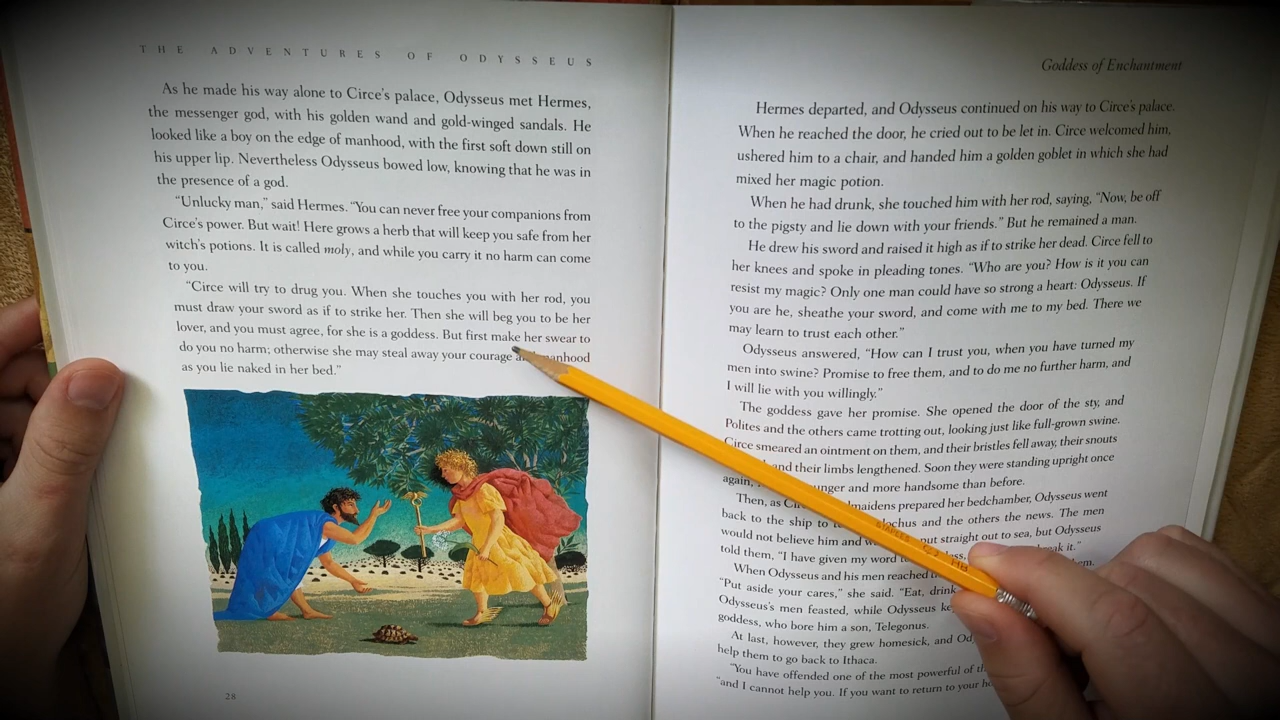 THE ADVENTURES OF ODYSSEUS
As he made his way alone to Circe's palace, Odysseus met Hermes,
the messenger god, with his golden wand and gold-winged sandals. He
looked like a boy on the edge of manhood, with the first soft down still on
his upper lip. Nevertheless Odysseus bowed low, knowing that he was in
the presence of a god.
"Unlucky man," said Hermes. "You can never free your companions from
Circe's power. But wait! Here grows a herb that will keep you safe from her
witch's potions. It is called moly, and while you carry it no harm can come
to you.
"Circe will try to drug you. When she touches you with her rod, you
must draw your sword as if to strike her. Then she will beg you to be her
lover, and you must agree, for she is a goddess. But first make her swear to
do you no harm; otherwise she may steal away your courage manhood
as you lie naked in her bed."
28
Goddess of Enchantment
Hermes departed, and Odysseus continued on his way to Circe's palace.
When he reached the door, he cried out to be let in. Circe welcomed him,
ushered him to a chair, and handed him a golden goblet in which she had
mixed her magic potion.
When he had drunk, she touched him with her rod, saying, "Now, be off
to the pigsty and lie down with your friends." But he remained a man.
He drew his sword and raised it high as if to strike her dead. Circe fell to
her knees and spoke in pleading tones. "Who are you? How is it you can
resist my magic? Only one man could have so strong a heart: Odysseus. If
you are he, sheathe your sword, and come with me to my bed. There we
may learn to trust each other."
Odysseus answered, "How can I trust you, when you have turned my
men into swine? Promise to free them, and to do me no further harm, and
I will lie with you willingly."
The goddess gave her promise. She opened the door of the sty, and
Polites and the others came trotting out, looking just like full-grown swine.
Circe smeared an ointment on them, and their bristles fell away, their snouts
and their limbs lengthened. Soon they were standing upright once
again, younger and more handsome than before.
Then, as maidens prepared her bedchamber, Odysseus went
back to the ship to the others the news. The men
would not believe him and put straight out to sea, but Odysseus
told them, "I have given my word it."
When Odysseus and his men reached
"Put aside your cares," she said. "Eat, drink
Odysseus's men feasted, while Odysseus
goddess, who bore him a son, Telegonus.
At last, however, they grew homesick, and
help them to go back to Ithaca.
"You have offended one of the most powerful of
"and I cannot help you. If you want to return to your
STAPLES 2 HB